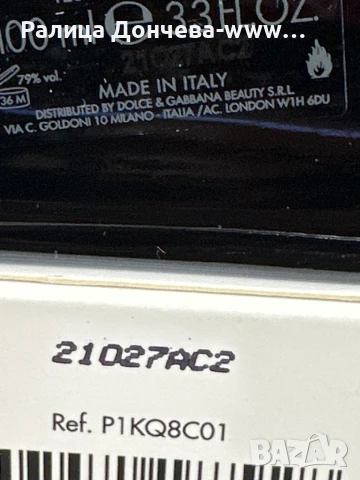 Ралица Дончева-WWW...
100 ml ℮ 3.3 FL OZ.
21027AC2
79% vol.
36 M
MADE IN ITALY
DISTRIBUTED BY DOLCE & GABBANA BEAUTY S.R.L
VIA C. GOLDONI 10 MILANO - ITALIA /AC. LONDON W1H 6DU
21027AC2
Ref. P1KQ8C01
bazar